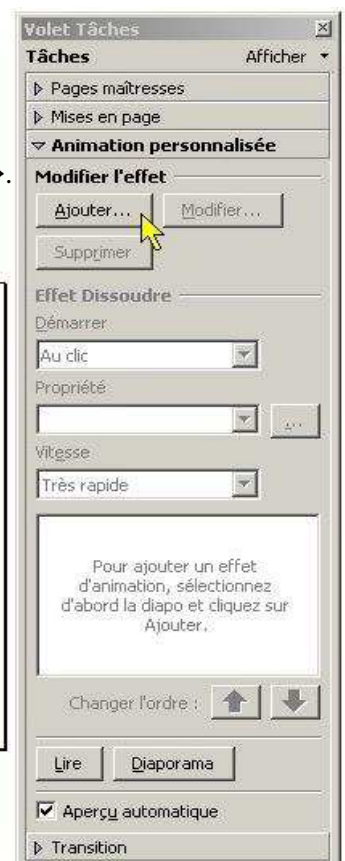 Volet Tâches
Tâches Afficher
Pages maîtresses
Mises en page
Animation personnalisée
Modifier l'effet
Ajouter... Modifier...
Supprimer
Effet Dissoudre
Démarrer
Au clic
Propriété
...
Vitesse
Très rapide
Pour ajouter un effet
d'animation, sélectionnez
d'abord la diapo et cliquez sur
Ajouter.
Changer l'ordre :
Lire Diaporama
Aperçu automatique
Transition